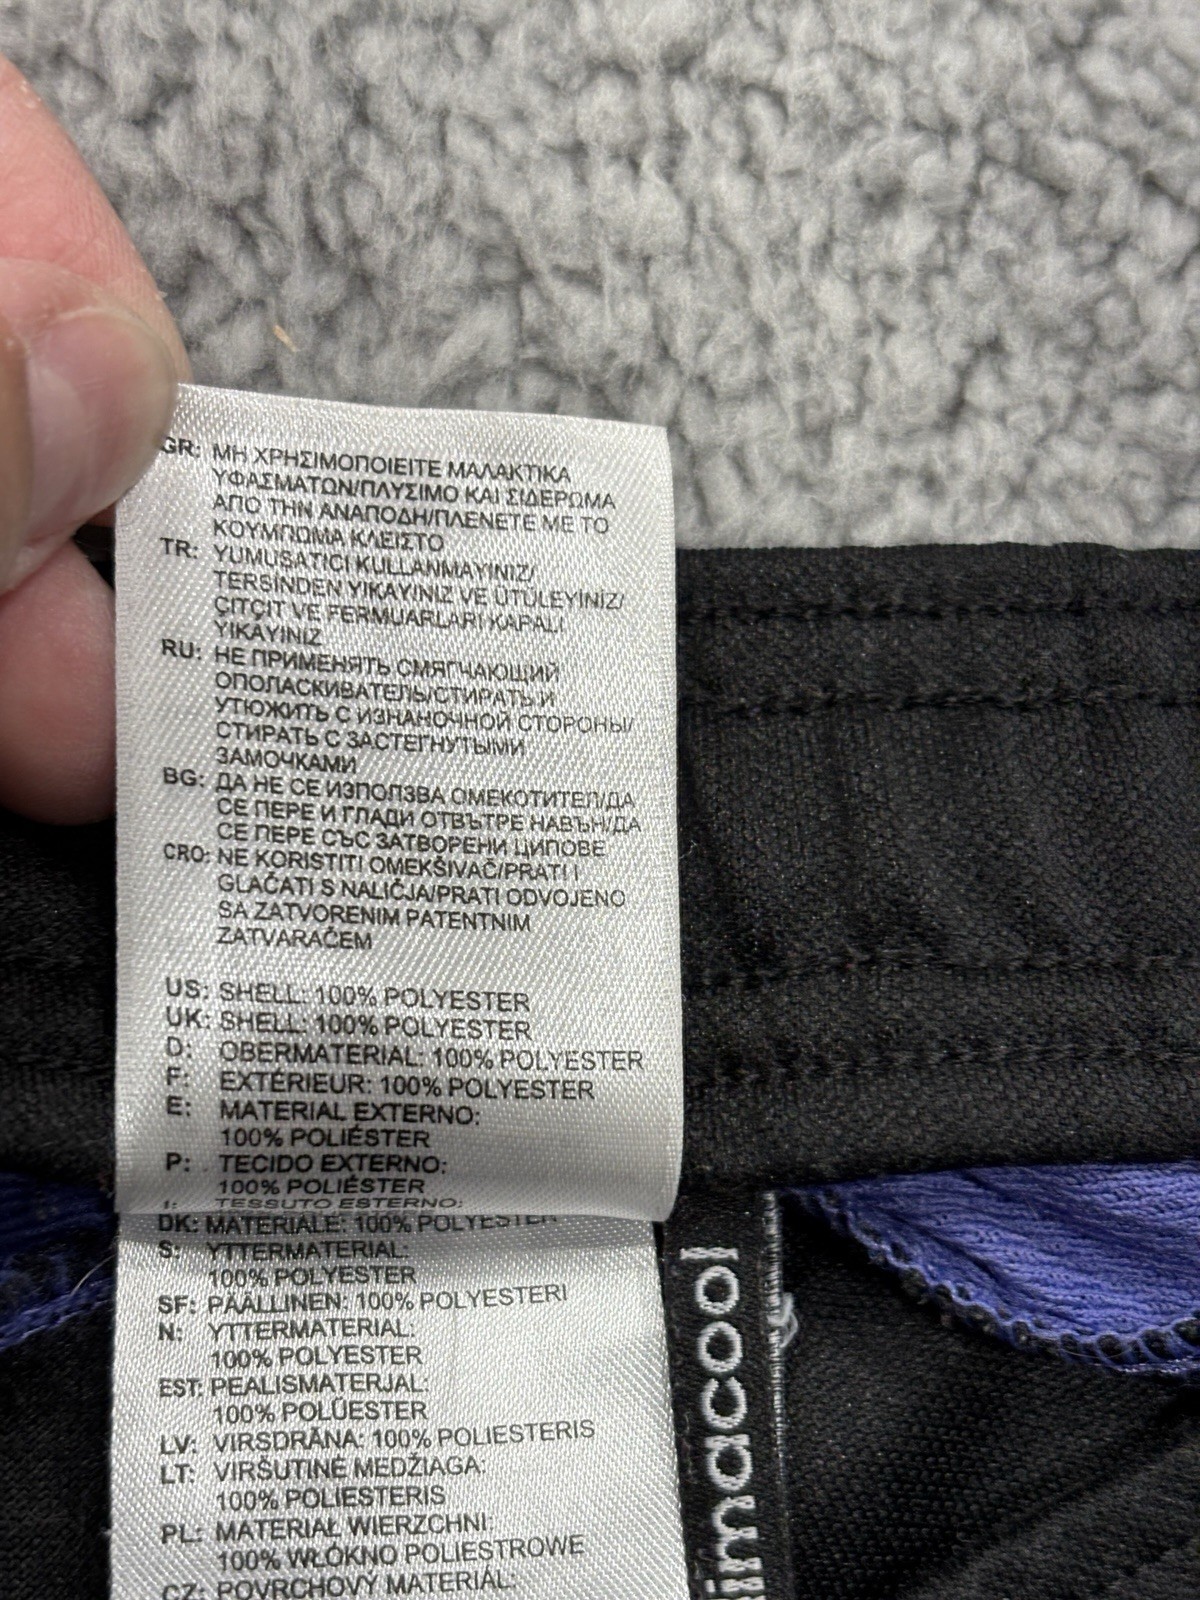 GR: ΜΗ ΧΡΗΣΙΜΟΠΟΙΕΙΤΕ ΜΑΛΑΚΤΙΚΑ
ΥΦΑΣΜΑΤΩΝ/ΠΛΥΣΙΜΟ ΚΑΙ ΣΙΔΕΡΩΜΑ
ΑΠΟ ΤΗΝ ΑΝΑΠΟΔΗ/ΠΛΕΝΕΤΕ ΜΕ ΤΟ
ΚΟΥΜΠΩΜΑ ΚΛΕΙΣΤΟ
TR: YUMUSATICI KULLANMAYINIZ/
TERSINDEN YIKAYINIZ VE ÜTÜLEYINIZ/
ÇITÇIT VE FERMUARLARI KAPALI
YIKAYINIZ
RU: НЕ ПРИМЕНЯТЬ СМЯГЧАЮЩИЙ
ОПОЛАСКИВАТЕЛЬ/СТИРАТЬ И
УТЮЖИТЬ С ИЗНАНОЧНОЙ СТОРОНЫ/
СТИРАТЬ С ЗАСТЕГНУТЫМИ
ЗАМОЧКАМИ
BG: ДА НЕ СЕ ИЗПОЛЗВА ОМЕКОТИТЕЛ/ДА
СЕ ПЕРЕ И ГЛАДИ ОТВЪТРЕ НАВЪН/ДА
СЕ ПЕРЕ СЪС ЗАТВОРЕНИ ЦИПОВЕ
CRO: NE KORISTITI OMEKŠIVAČ/PRATI I
GLAČATI S NALIČJA/PRATI ODVOJENO
SA ZATVORENIM PATENTNIM
ZATVARAČEM
US: SHELL: 100% POLYESTER
UK: SHELL: 100% POLYESTER
D: OBERMATERIAL: 100% POLYESTER
F: EXTÉRIEUR: 100% POLYESTER
E: MATERIAL EXTERNO:
100% POLIÉSTER
P: TECIDO EXTERNO:
100% POLIÉSTER
I: TESSUTO ESTERNO:
DK: MATERIALE: 100% POLYESTER
S: YTTERMATERIAL:
100% POLYESTER
SF: PÄÄLLINEN: 100% POLYESTERI
N: YTTERMATERIAL:
100% POLYESTER
EST: PEALISMATERJAL:
100% POLÜESTER
LV: VIRSDRĀNA: 100% POLIESTERIS
LT: VIRŠUTINĖ MEDŽIAGA:
100% POLIESTERIS
PL: MATERIAŁ WIERZCHNI:
100% WŁÓKNO POLIESTROWE
CZ: POVRCHOVÝ MATERIÁL:
limacool